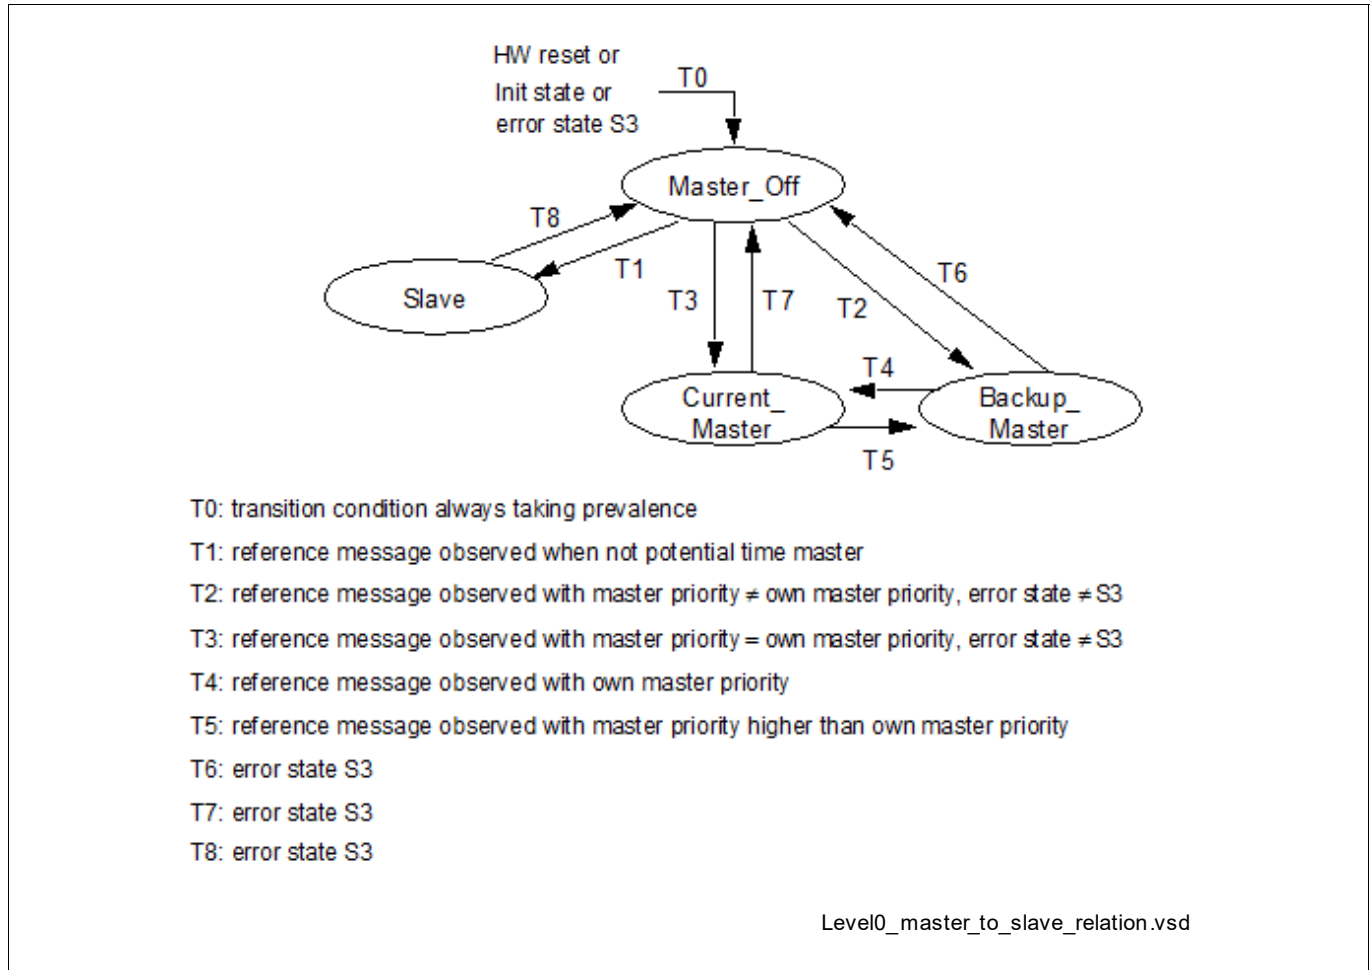 HW reset or
Init state or
error state S3
T0
Master_Off
T8
T1
T6
Slave
T3
T7
T2
T4
Current_
Master
Backup_
Master
T5
T0: transition condition always taking prevalence
T1: reference message observed when not potential time master
T2: reference message observed with master priority ≠ own master priority, error state ≠ S3
T3: reference message observed with master priority = own master priority, error state ≠ S3
T4: reference message observed with own master priority
T5: reference message observed with master priority higher than own master priority
T6: error state S3
T7: error state S3
T8: error state S3
Level0_master_to_slave_relation.vsd